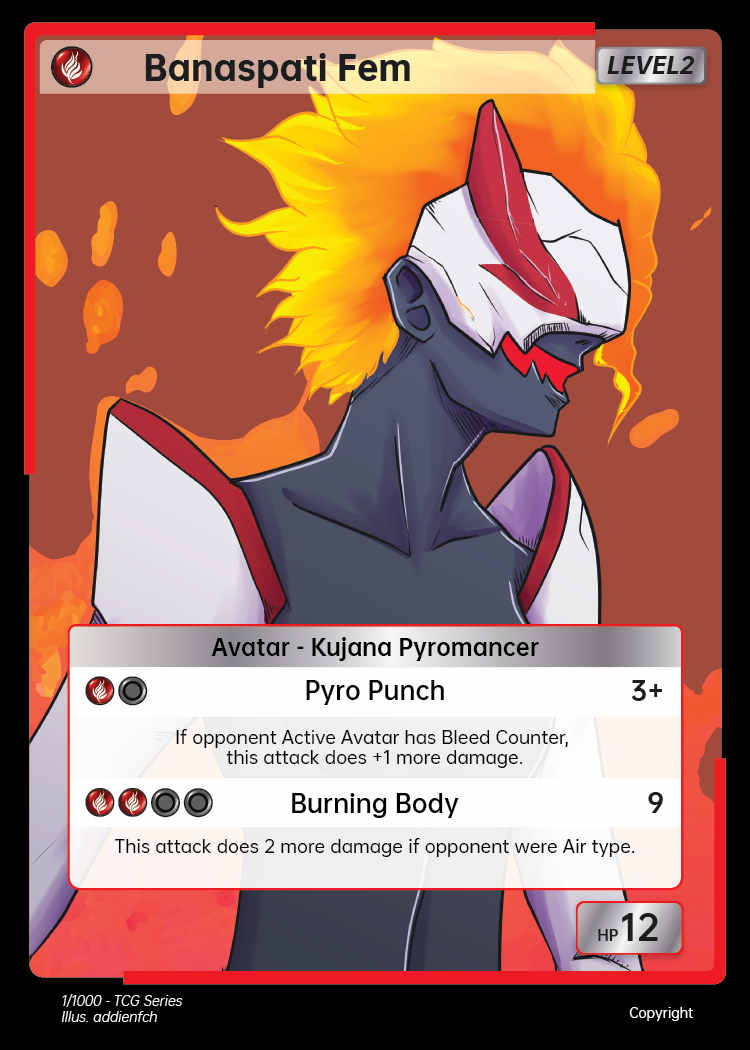 Banaspati Fem
LEVEL2
Avatar - Kujana Pyromancer
Pyro Punch 3+
If opponent Active Avatar has Bleed Counter,
this attack does +1 more damage.
Burning Body 9
This attack does 2 more damage if opponent were Air type.
HP 12
1/1000 - TCG Series
Illus. addienfch
Copyright